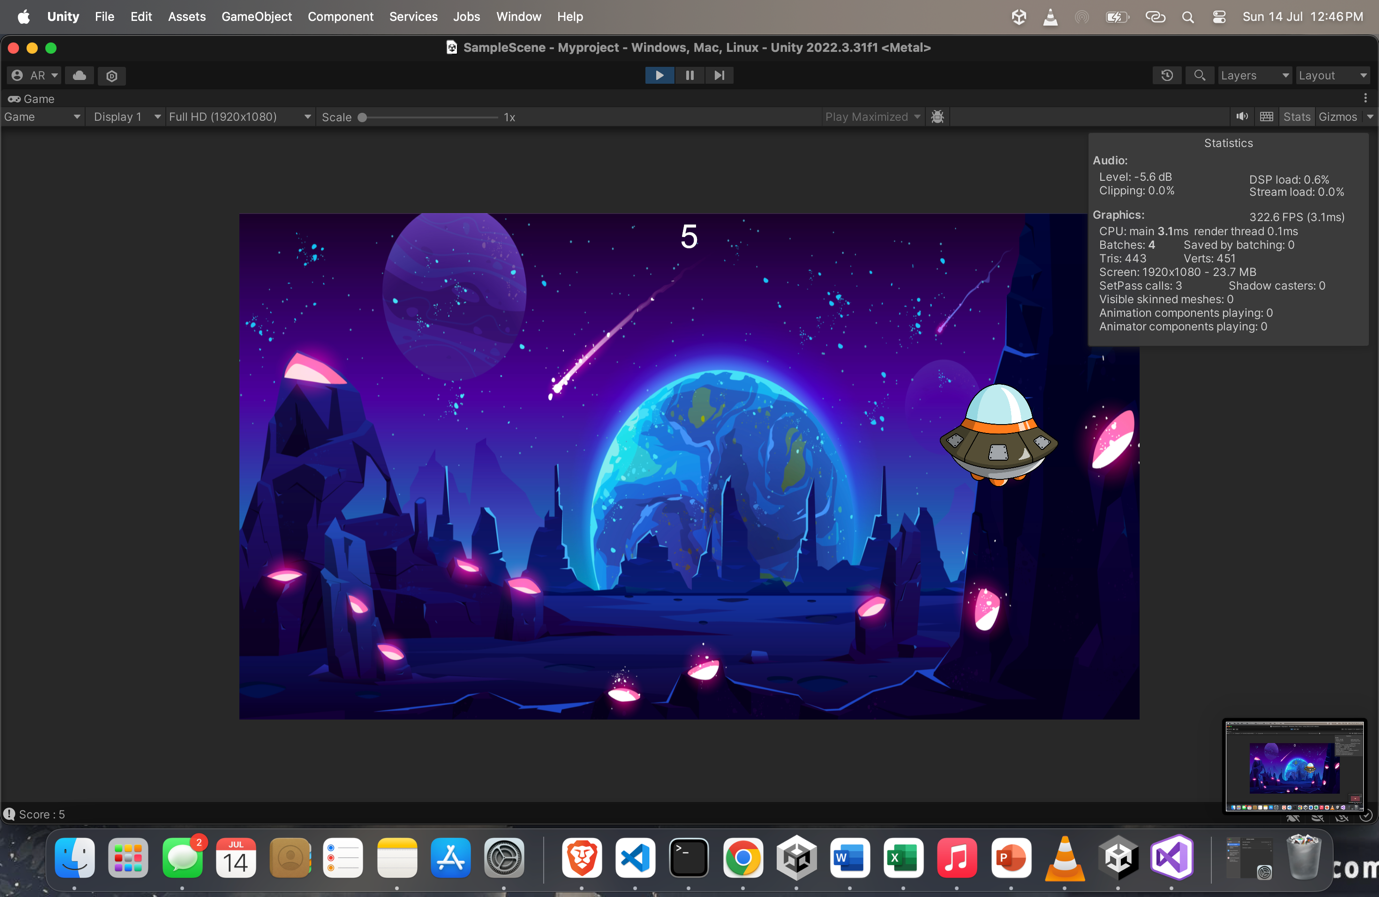 Unity File Edit Assets GameObject Component Services Jobs Window Help Sun 14 Jul 12:46 PM
SampleScene - Myproject - Windows, Mac, Linux - Unity 2022.3.31f1 <Metal>
AR Layers Layout
Game
Game Display 1 Full HD (1920x1080) Scale 1x Play Maximized Stats Gizmos
Statistics
Audio:
Level: -5.6 dB DSP load: 0.6%
Clipping: 0.0% Stream load: 0.0%
Graphics: 322.6 FPS (3.1ms)
CPU: main 3.1ms render thread 0.1ms
Batches: 4 Saved by batching: 0
Tris: 443 Verts: 451
Screen: 1920x1080 - 23.7 MB
SetPass calls: 3 Shadow casters: 0
Visible skinned meshes: 0
Animation components playing: 0
Animator components playing: 0
5
Score : 5
2
JUL
14
>_
W
X
P
com